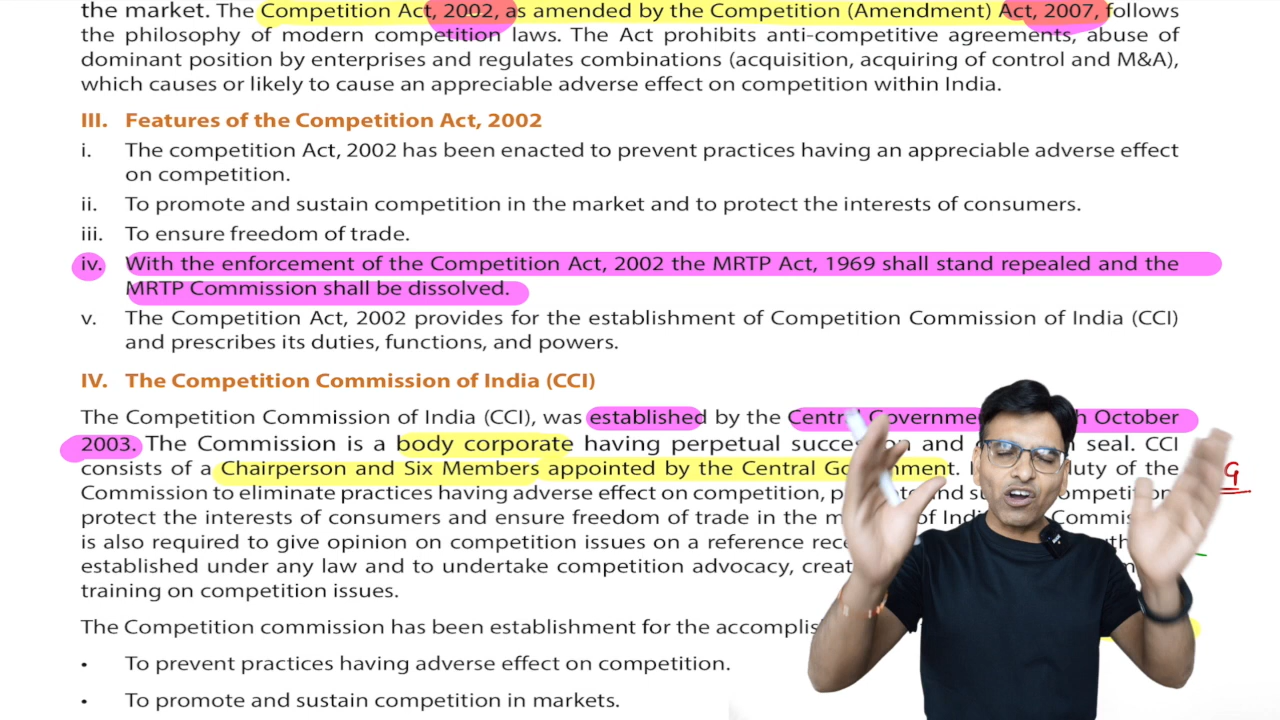 the market. The Competition Act, 2002, as amended by the Competition (Amendment) Act, 2007, follows
the philosophy of modern competition laws. The Act prohibits anti-competitive agreements, abuse of
dominant position by enterprises and regulates combinations (acquisition, acquiring of control and M&A),
which causes or likely to cause an appreciable adverse effect on competition within India.
III. Features of the Competition Act, 2002
i. The competition Act, 2002 has been enacted to prevent practices having an appreciable adverse effect
on competition.
ii. To promote and sustain competition in the market and to protect the interests of consumers.
iii. To ensure freedom of trade.
iv. With the enforcement of the Competition Act, 2002 the MRTP Act, 1969 shall stand repealed and the
MRTP Commission shall be dissolved.
v. The Competition Act, 2002 provides for the establishment of Competition Commission of India (CCI)
and prescribes its duties, functions, and powers.
IV. The Competition Commission of India (CCI)
The Competition Commission of India (CCI), was established by the Central October
2003. The Commission is a body corporate having perpetual and seal. CCI
consists of a Chairperson and Six Members appointed by the Central of the
Commission to eliminate practices having adverse effect on competition,
protect the interests of consumers and ensure freedom of trade in the of
is also required to give opinion on competition issues on a reference
established under any law and to undertake competition advocacy,
training on competition issues.
The Competition commission has been establishment for the
• To prevent practices having adverse effect on competition.
• To promote and sustain competition in markets.